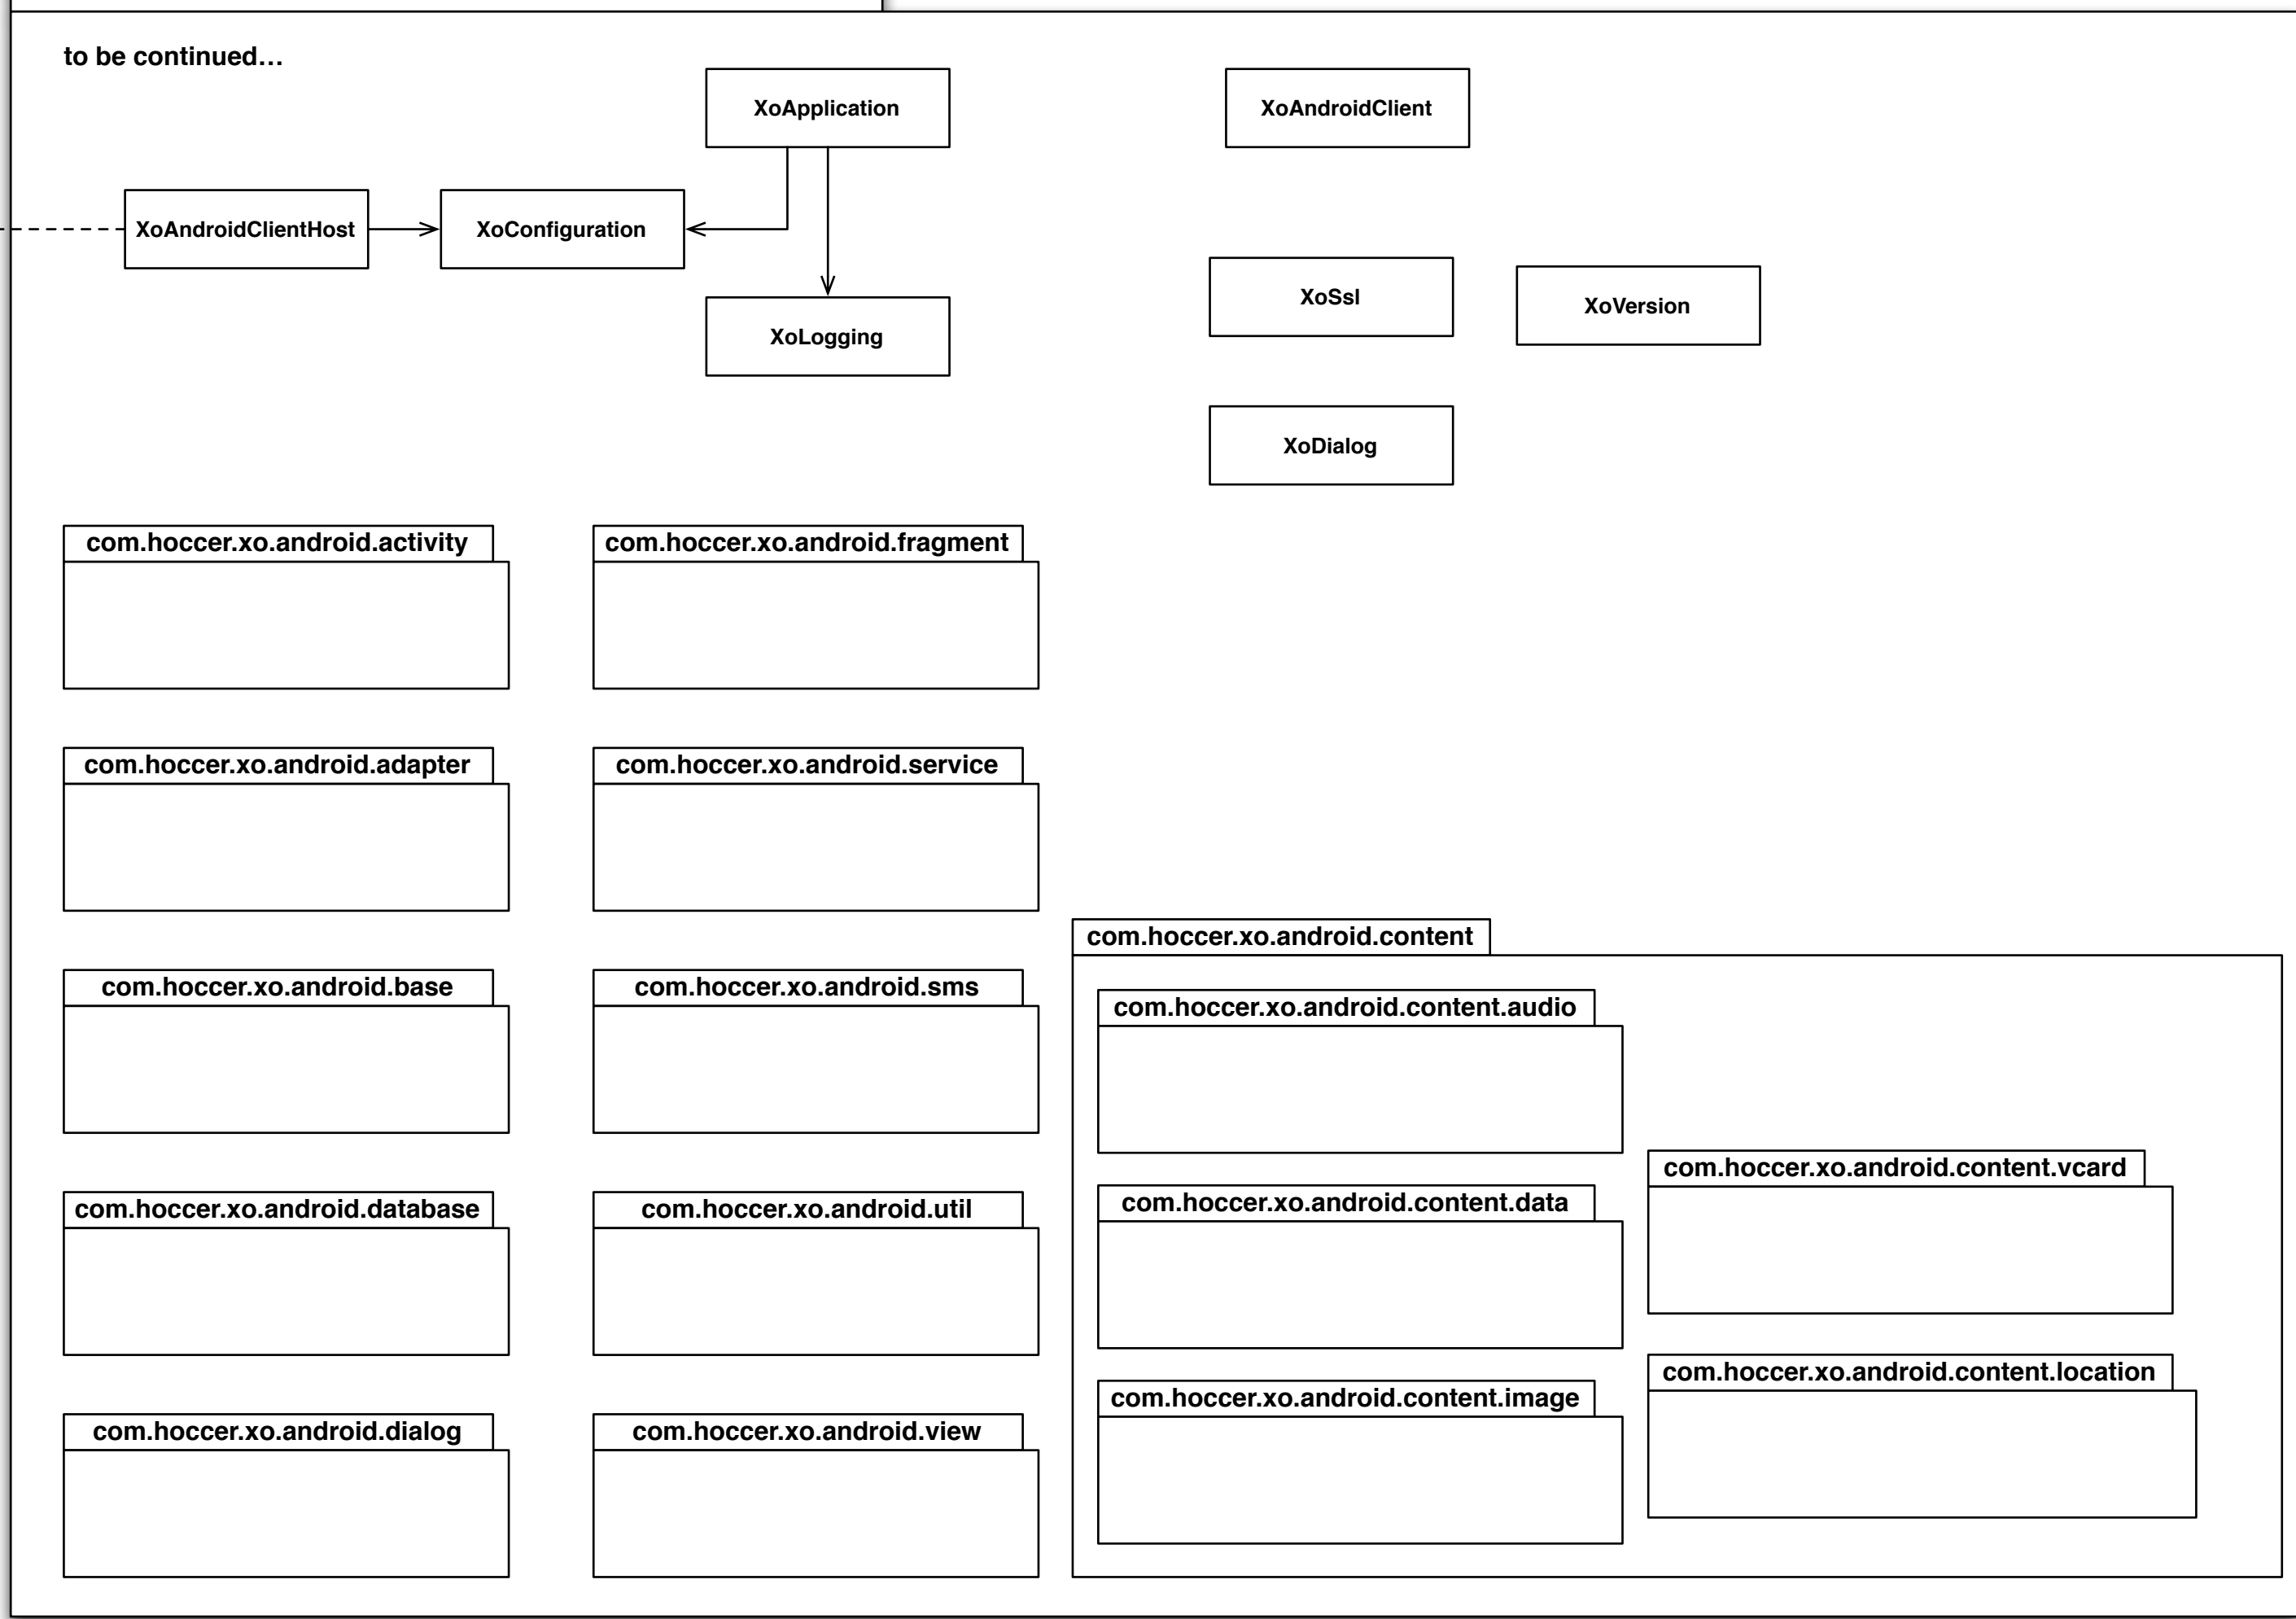 to be continued…
XoApplication
XoAndroidClient
XoAndroidClientHost
XoConfiguration
XoSsl
XoVersion
XoLogging
XoDialog
com.hoccer.xo.android.activity
com.hoccer.xo.android.fragment
com.hoccer.xo.android.adapter
com.hoccer.xo.android.service
com.hoccer.xo.android.content
com.hoccer.xo.android.base
com.hoccer.xo.android.sms
com.hoccer.xo.android.content.audio
com.hoccer.xo.android.content.vcard
com.hoccer.xo.android.database
com.hoccer.xo.android.util
com.hoccer.xo.android.content.data
com.hoccer.xo.android.content.location
com.hoccer.xo.android.content.image
com.hoccer.xo.android.dialog
com.hoccer.xo.android.view